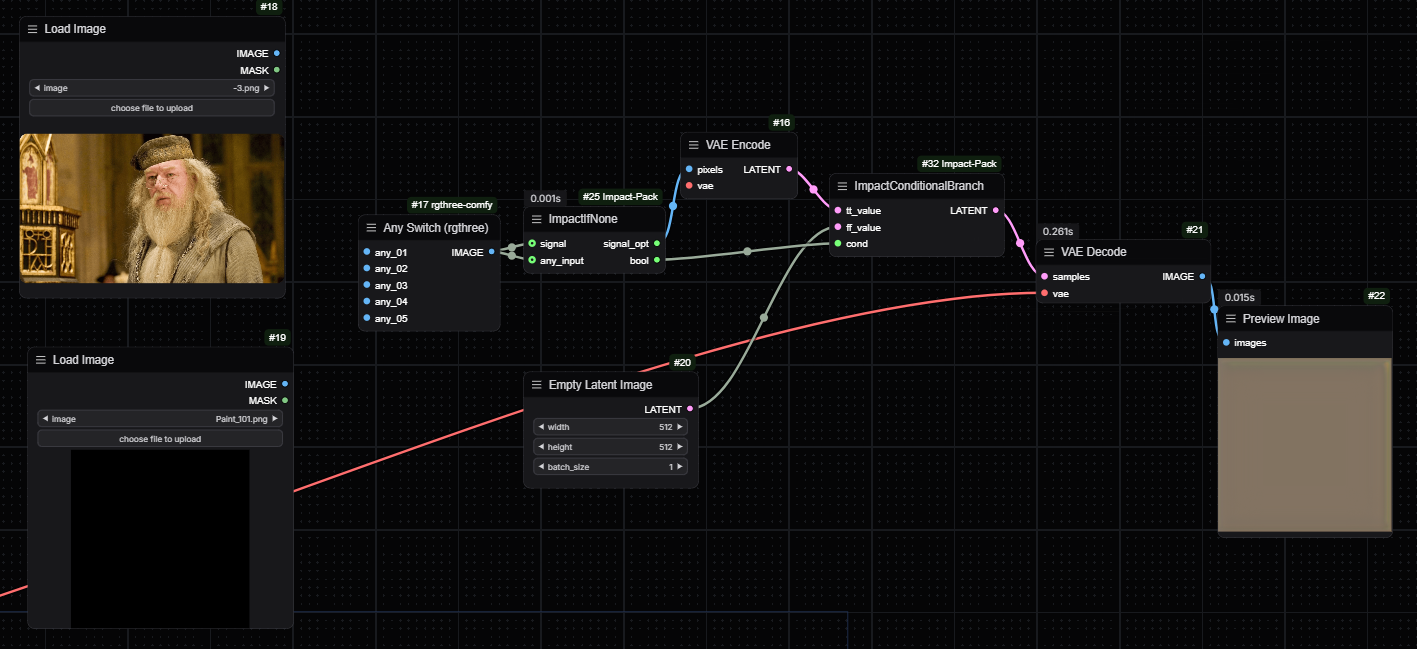 #18
Load Image
IMAGE
MASK
image -3.png
choose file to upload
#19
Load Image
IMAGE
MASK
image Paint_101.png
choose file to upload
#17 rgthree-comfy
Any Switch (rgthree)
any_01 IMAGE
any_02
any_03
any_04
any_05
0.001s #25 Impact-Pack
ImpactIfNone
signal signal_opt
any_input bool
#20
Empty Latent Image
LATENT
width 512
height 512
batch_size 1
#16
VAE Encode
pixels LATENT
vae
#32 Impact-Pack
ImpactConditionalBranch
tt_value LATENT
ff_value
cond
0.261s #21
VAE Decode
samples IMAGE
vae
0.015s #22
Preview Image
images